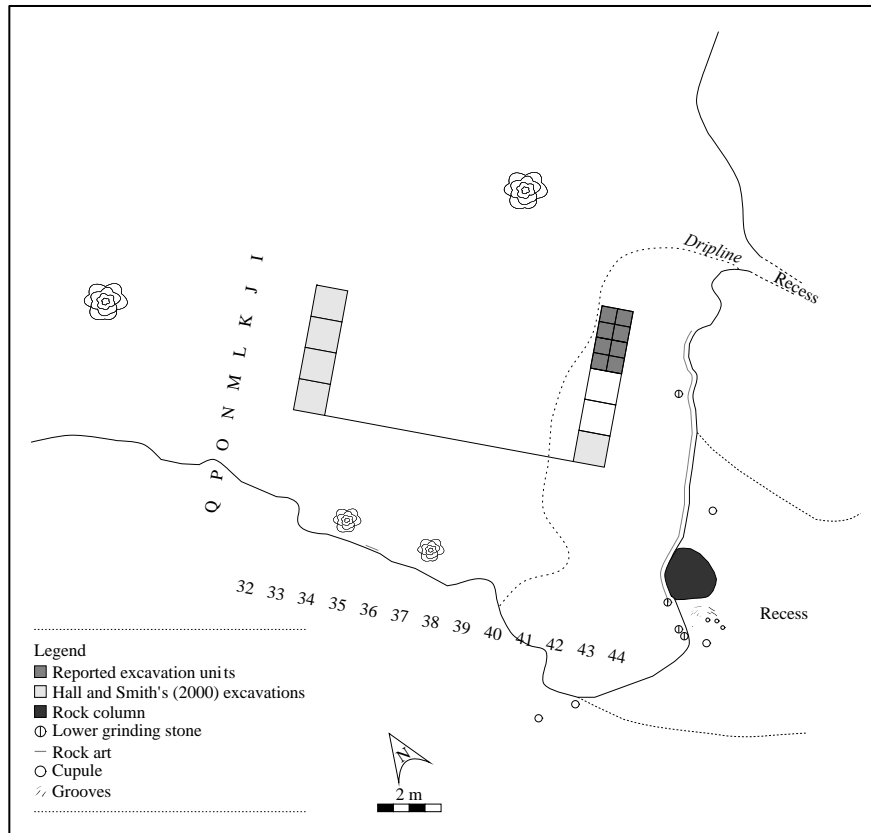 Dripline
Recess
I
J
K
L
M
N
O
P
Q
32 33 34 35 36 37 38 39 40 41 42 43 44
Recess
Legend
Reported excavation units
Hall and Smith's (2000) excavations
Rock column
Lower grinding stone
Rock art
Cupule
Grooves
N
2 m